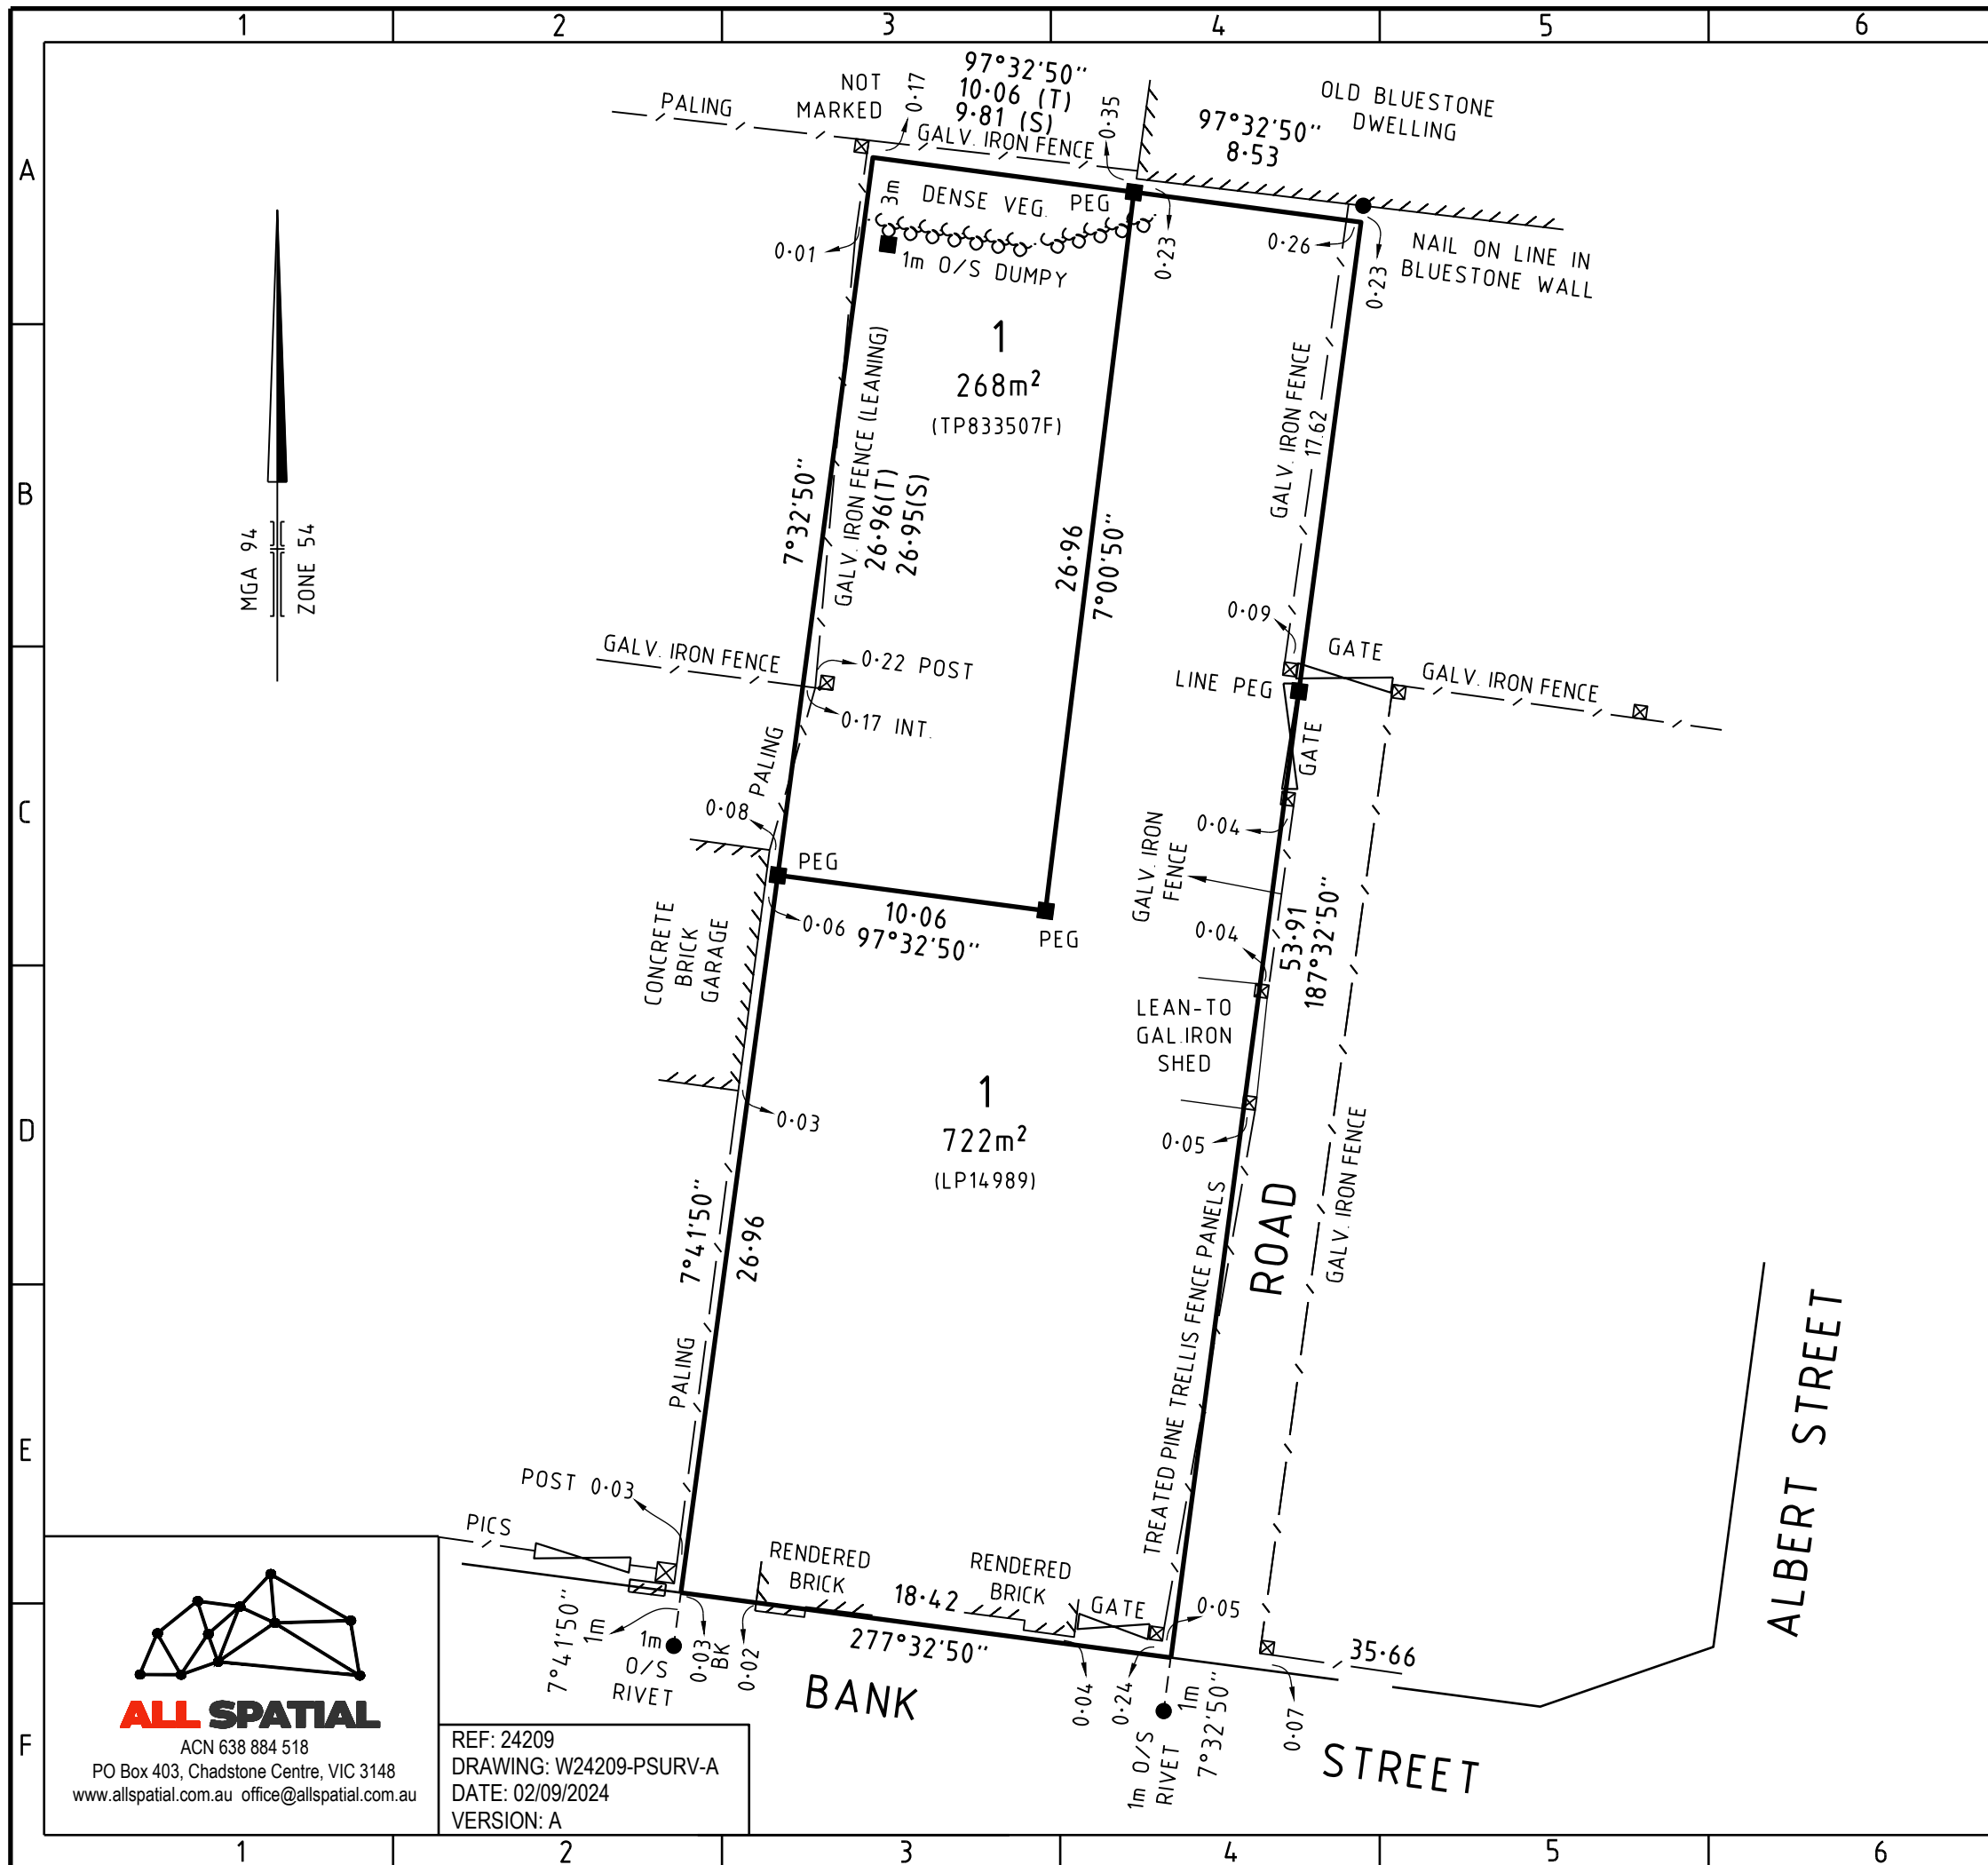 1 2 3 4 5 6
A
B
C
D
E
F
97°32'50"
10·06 (T)
9·81 (S)
NOT
MARKED
0·17
PALING
GALV. IRON FENCE
0·35
97°32'50"
8·53
OLD BLUESTONE
DWELLING
3m
DENSE VEG.
PEG
0·01
1m O/S DUMPY
0·23
0·26
0·23
NAIL ON LINE IN
BLUESTONE WALL
1
268m²
(TP833507F)
7°32'50"
GALV. IRON FENCE (LEANING)
26·96(T)
26·95(S)
26·96
7°00'50"
GALV. IRON FENCE
17.62
MGA 94
ZONE 54
GALV. IRON FENCE
0·22 POST
0·17 INT.
0·09
GATE
GALV. IRON FENCE
LINE PEG
GATE
PALING
0·08
PEG
0·04
GALV. IRON
FENCE
10·06
97°32'50"
0·06
PEG
CONCRETE
BRICK
GARAGE
0·04
53·91
187°32'50"
LEAN-TO
GAL.IRON
SHED
0·03
0·05
1
722m²
(LP14989)
7°41'50"
26·96
PALING
TREATED PINE TRELLIS FENCE PANELS
ROAD
GALV. IRON FENCE
ALBERT STREET
POST 0·03
PICS
RENDERED
BRICK
18·42
277°32'50"
RENDERED
BRICK
GATE
0·05
35·66
7°41'50"
1m
1m
O/S
RIVET
0·03
BK
0·02
0·04
0·24
1m O/S
RIVET
1m
7°32'50"
0·07
BANK STREET
ALL SPATIAL
ACN 638 884 518
PO Box 403, Chadstone Centre, VIC 3148
www.allspatial.com.au office@allspatial.com.au
REF: 24209
DRAWING: W24209-PSURV-A
DATE: 02/09/2024
VERSION: A
1 2 3 4 5 6